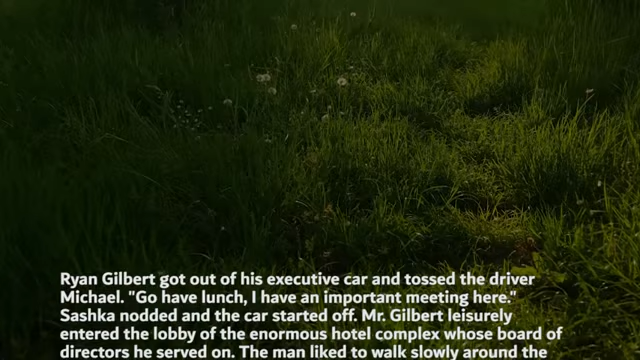 Ryan Gilbert got out of his executive car and tossed the driver
Michael. "Go have lunch, I have an important meeting here."
Sashka nodded and the car started off. Mr. Gilbert leisurely
entered the lobby of the enormous hotel complex whose board of
directors he served on. The man liked to walk slowly around the